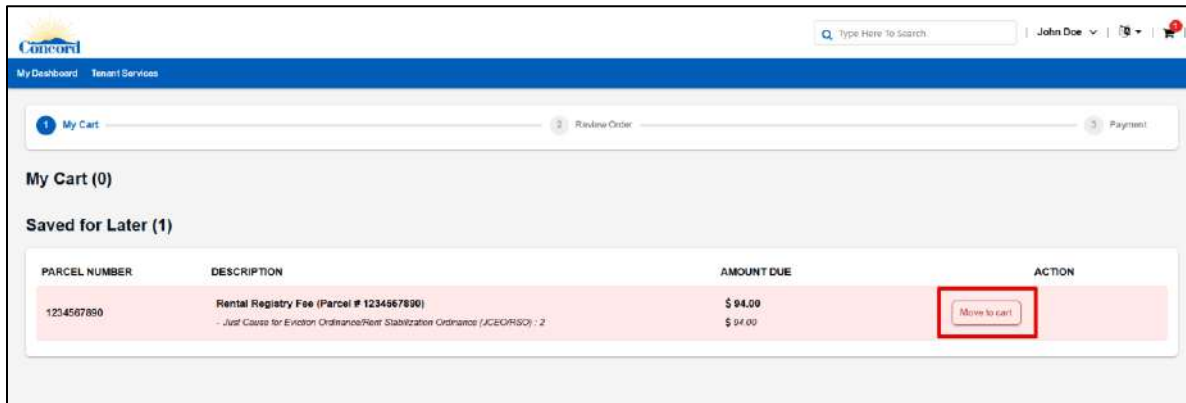 Concord
Type Here To Search
John Doe
1
My Dashboard Tenant Services
1 My Cart
2 Review Order
3 Payment
My Cart (0)
Saved for Later (1)
PARCEL NUMBER DESCRIPTION AMOUNT DUE ACTION
1234567890 Rental Registry Fee (Parcel # 1234567890) $ 94.00 Move to cart
- Just Cause for Eviction Ordinance/Rent Stabilization Ordinance (JCEO/RSO) : 2 $ 94.00